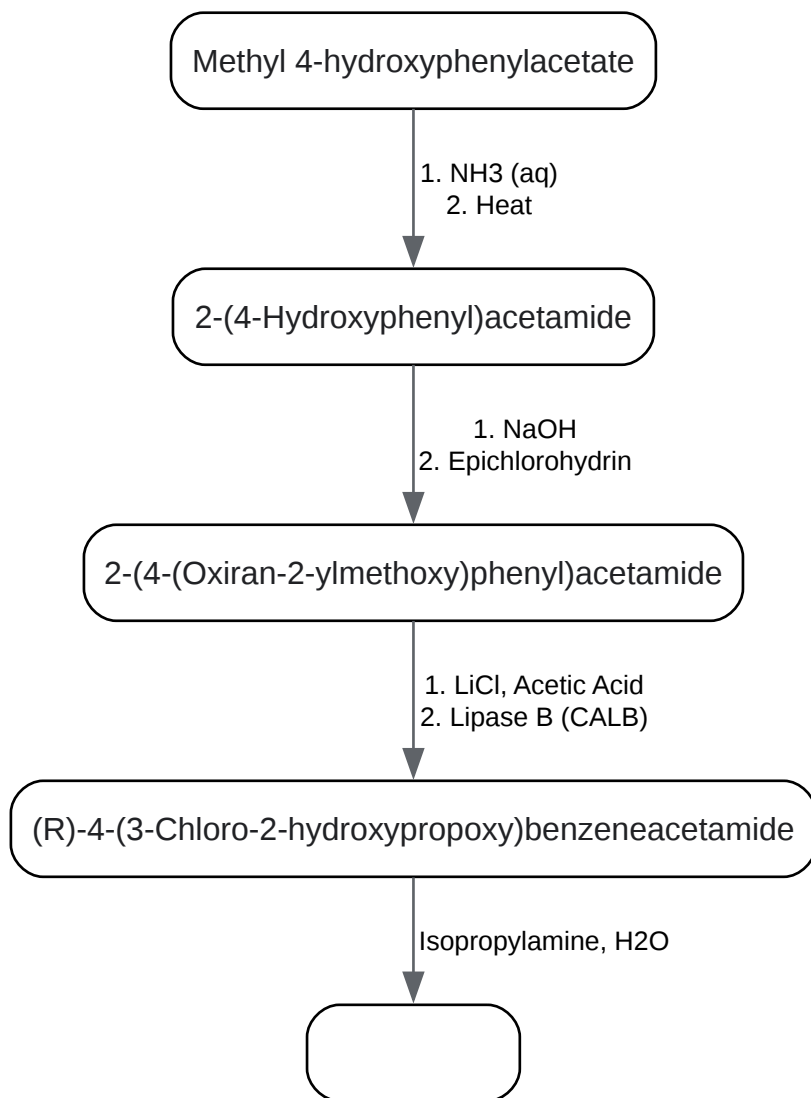 Methyl 4-hydroxyphenylacetate
1. NH3 (aq)
2. Heat
2-(4-Hydroxyphenyl)acetamide
1. NaOH
2. Epichlorohydrin
2-(4-(Oxiran-2-ylmethoxy)phenyl)acetamide
1. LiCl, Acetic Acid
2. Lipase B (CALB)
(R)-4-(3-Chloro-2-hydroxypropoxy)benzeneacetamide
Isopropylamine, H2O